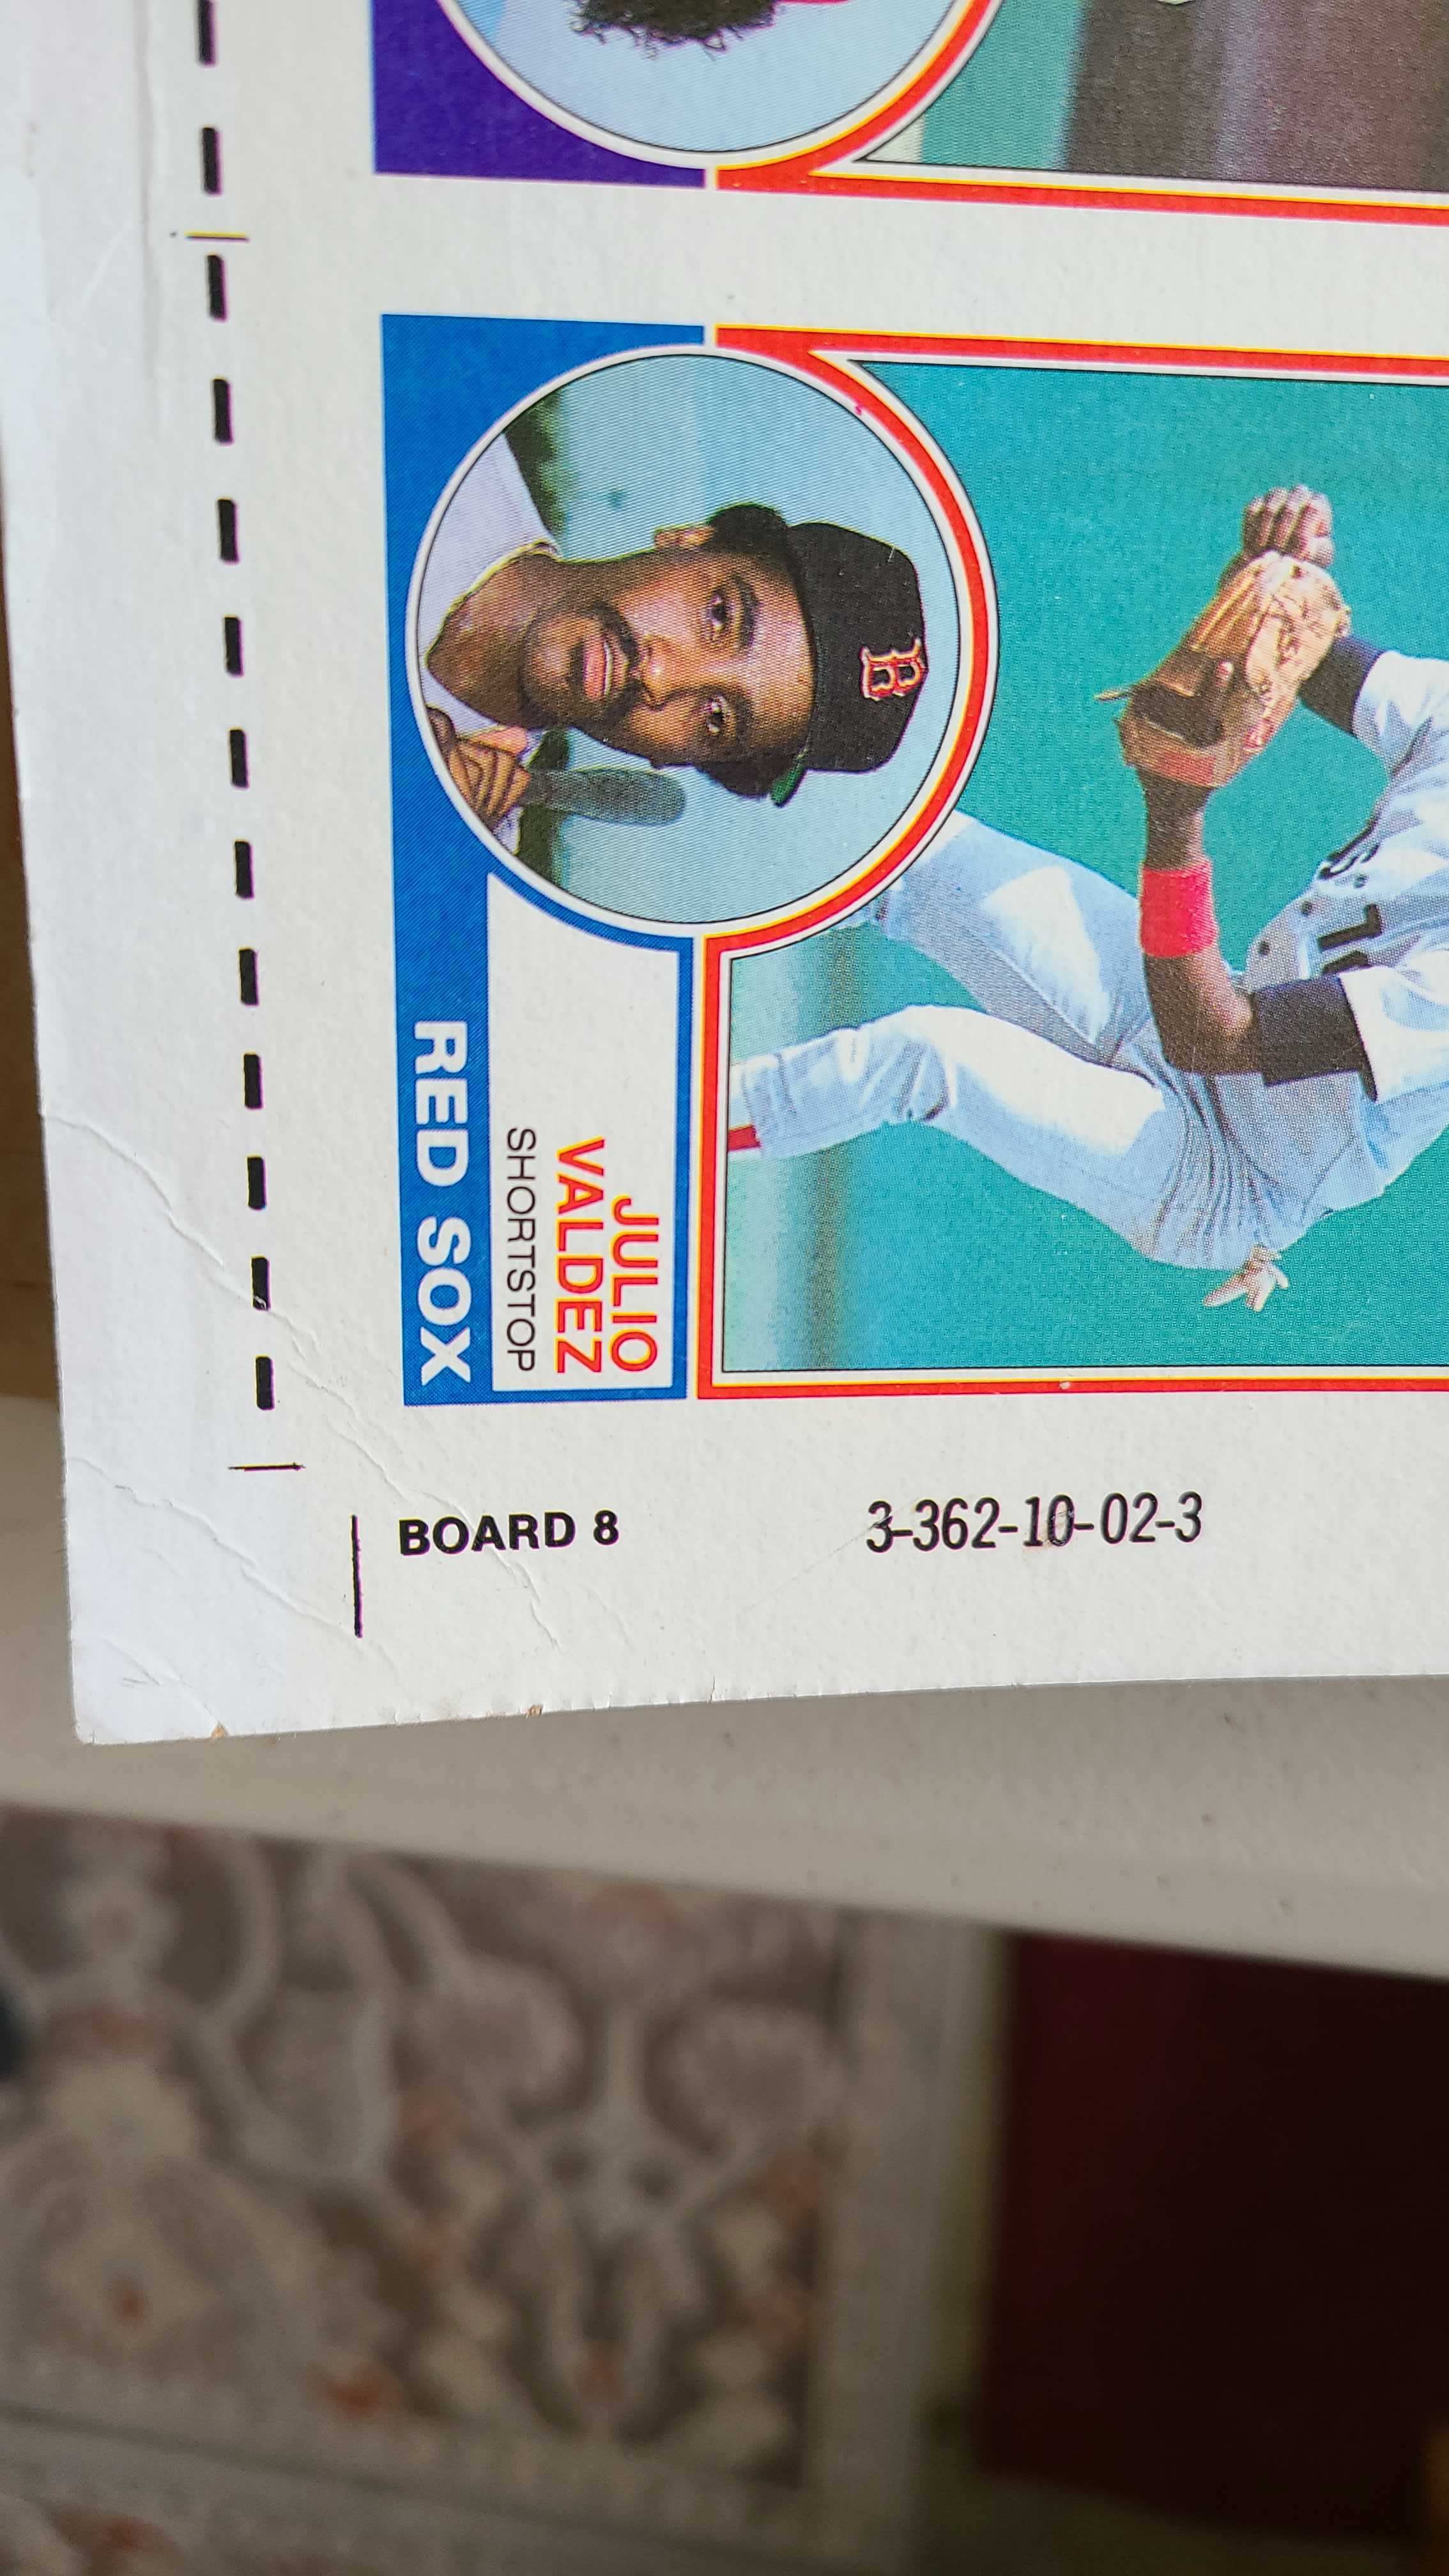 B
JULIO
VALDEZ
SHORTSTOP
RED SOX
BOARD 8
3-362-10-02-3